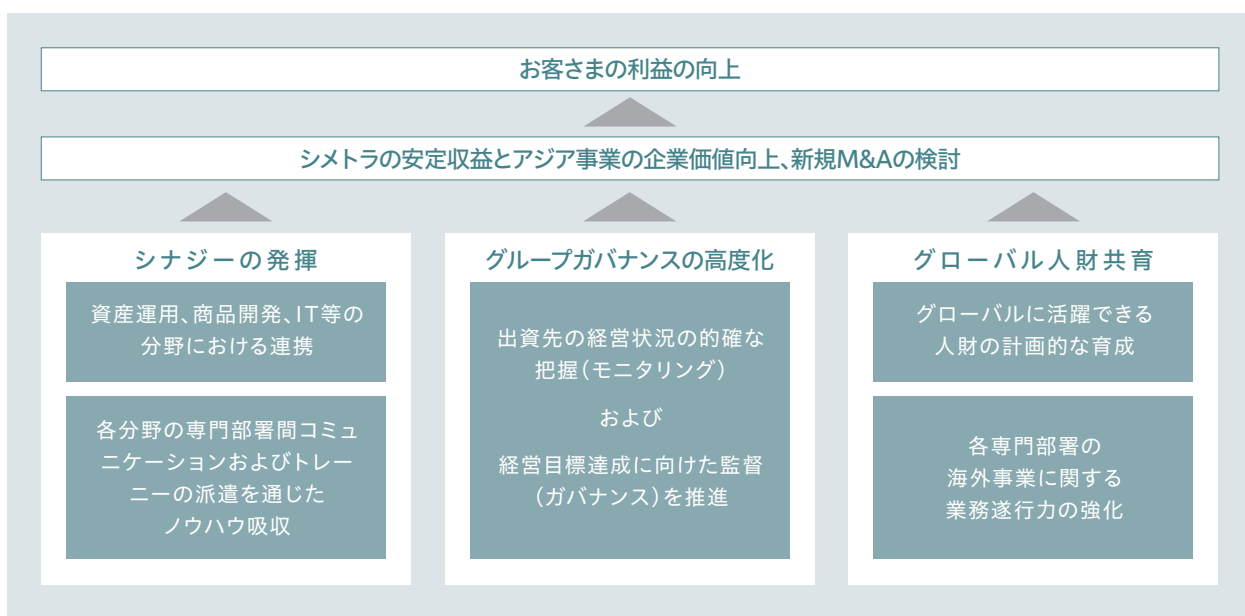 お客さまの利益の向上
シメトラの安定収益とアジア事業の企業価値向上、新規M&Aの検討
シナジーの発揮
資産運用、商品開発、IT等の
分野における連携
各分野の専門部署間コミュ
ニケーションおよびトレー
ニーの派遣を通じた
ノウハウ吸収
グループガバナンスの高度化
出資先の経営状況の的確な
把握（モニタリング）
および
経営目標達成に向けた監督
（ガバナンス）を推進
グローバル人財共育
グローバルに活躍できる
人財の計画的な育成
各専門部署の
海外事業に関する
業務遂行力の強化